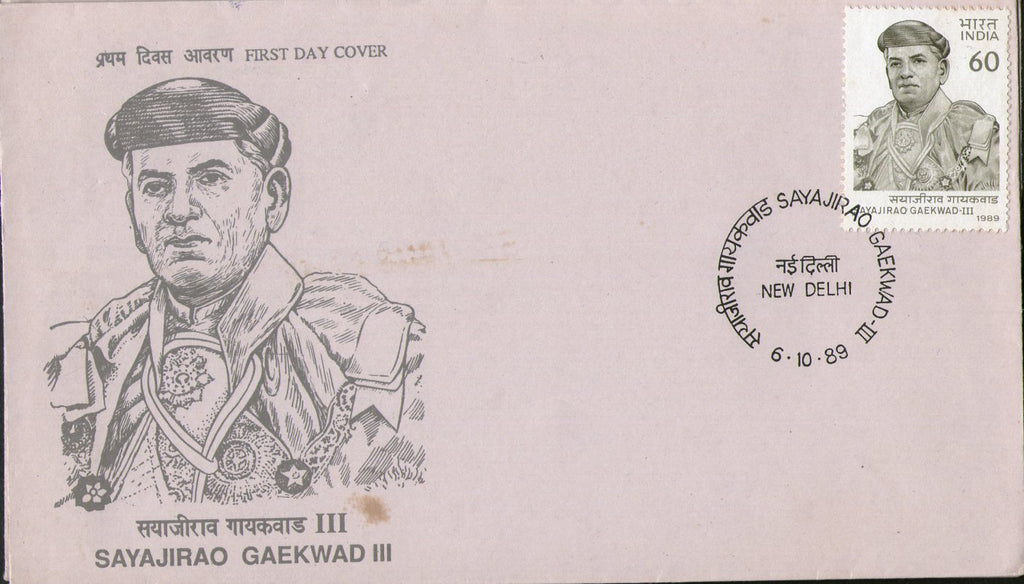 प्रथम दिवस आवरण FIRST DAY COVER
भारत
INDIA
60
सयाजीराव गायकवाड
SAYAJIRAO GAEKWAD-III
1989
सयाजीराव गायकवाड SAYAJIRAO GAEKWAD-III
नई दिल्ली
NEW DELHI
6·10·89
सयाजीराव गायकवाड III
SAYAJIRAO GAEKWAD III